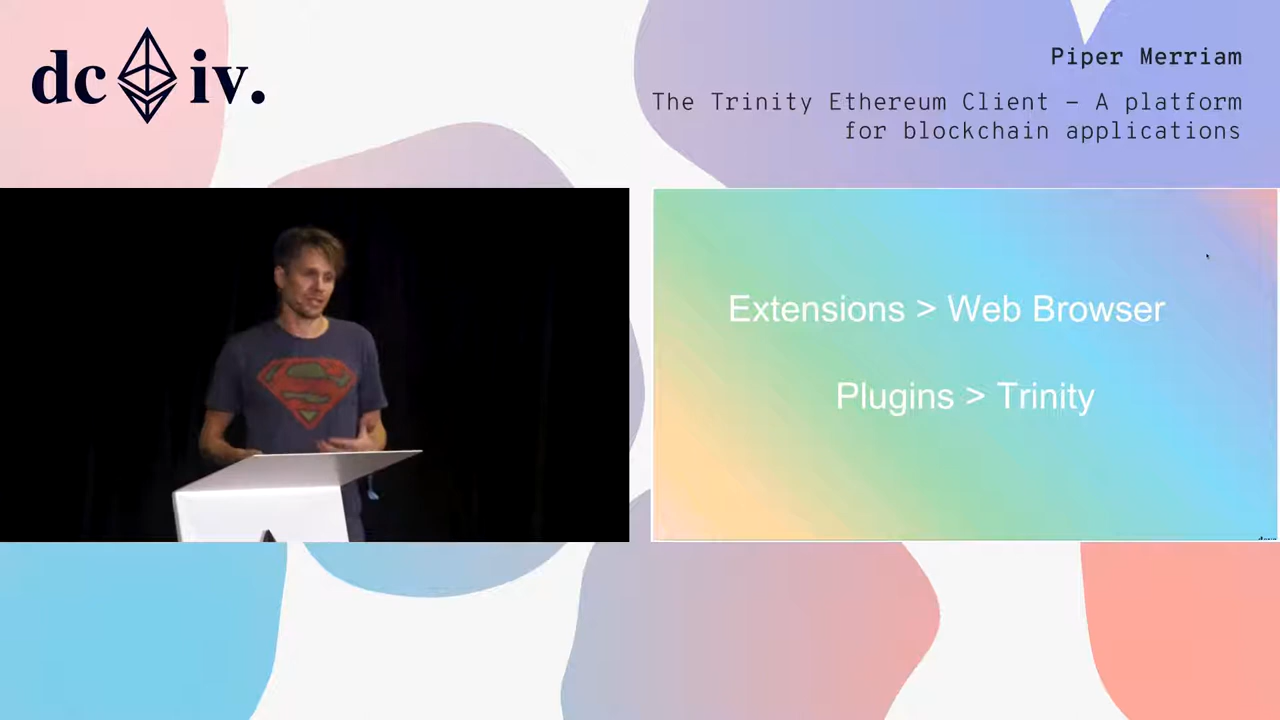 dc iv.
Piper Merriam
The Trinity Ethereum Client – A platform
for blockchain applications
Extensions > Web Browser
Plugins > Trinity